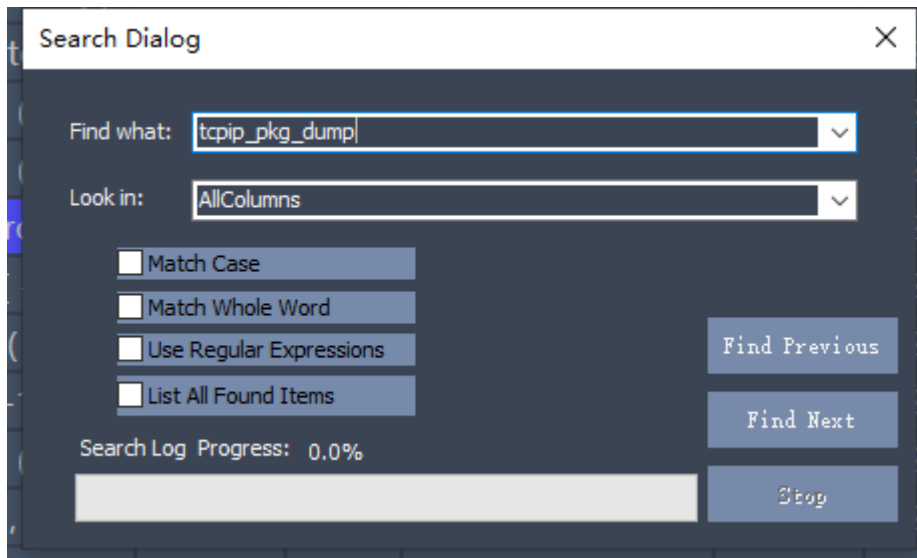 Search Dialog
Find what: tcpip_pkg_dump
Look in: AllColumns
Match Case
Match Whole Word
Use Regular Expressions
List All Found Items
Find Previous
Find Next
Search Log Progress: 0.0%
Stop